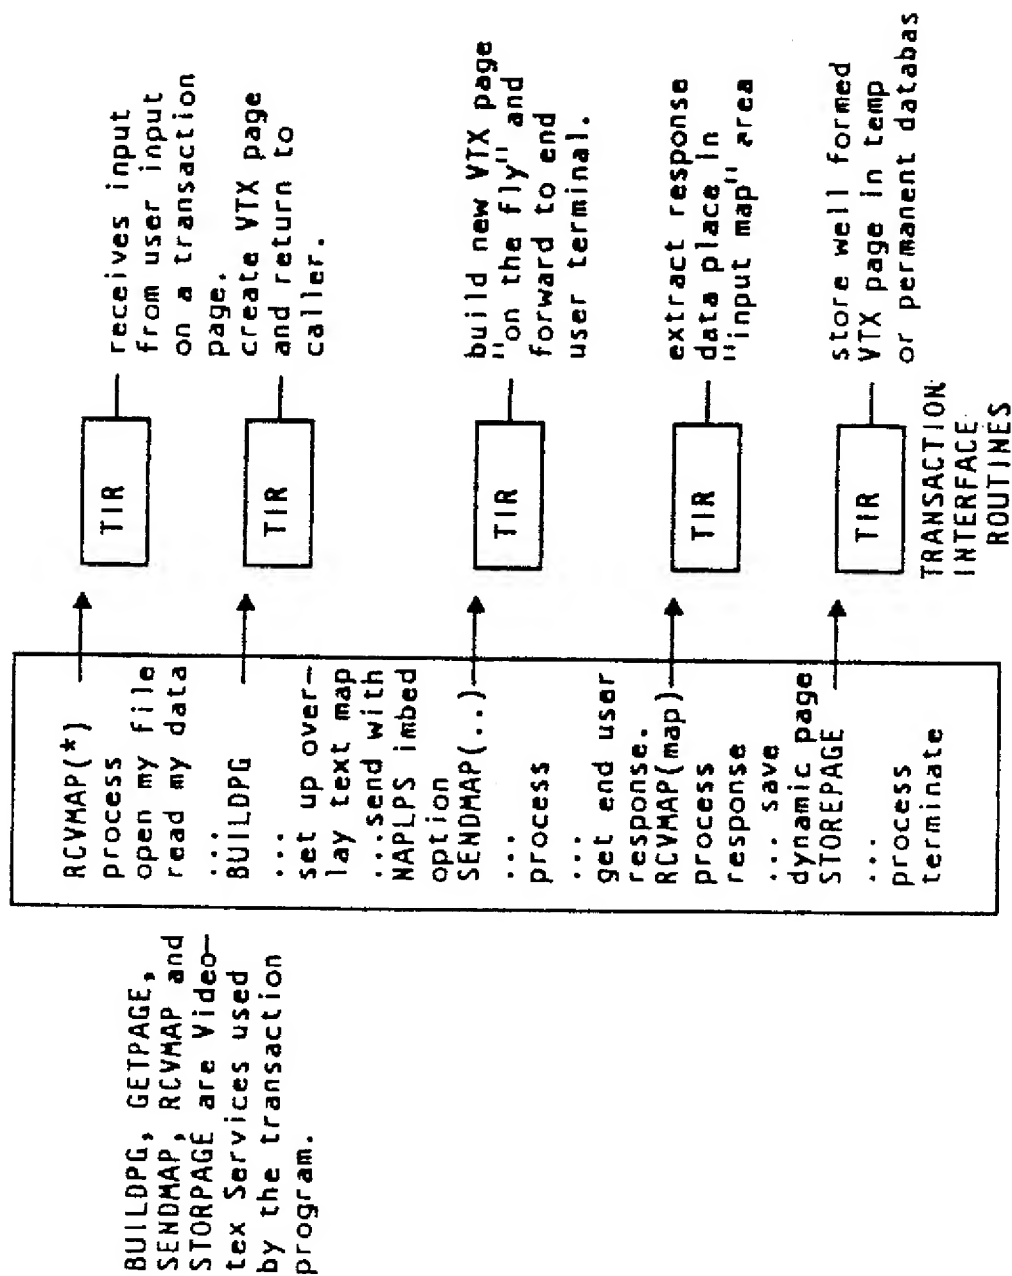 BUILDPG, GETPAGE,
SENDMAP, RCVMAP and
STORPAGE are Video-
tex Services used
by the transaction
program.
RCVMAP(*)
process
open my file
read my data
...
BUILDPG
...
set up over-
lay text map
...send with
NAPLPS imbed
option
SENDMAP(..)
...
process
...
get end user
response.
RCVMAP(map)
process
response
... save
dynamic page
STOREPAGE
...
process
terminate
TIR
TIR
TIR
TIR
TIR
TRANSACTION
INTERFACE
ROUTINES
receives input
from user input
on a transaction
page.
create VTX page
and return to
caller.
build new VTX page
"on the fly" and
forward to end
user terminal.
extract response
data place in
"input map" area
store well formed
VTX page in temp
or permanent databas